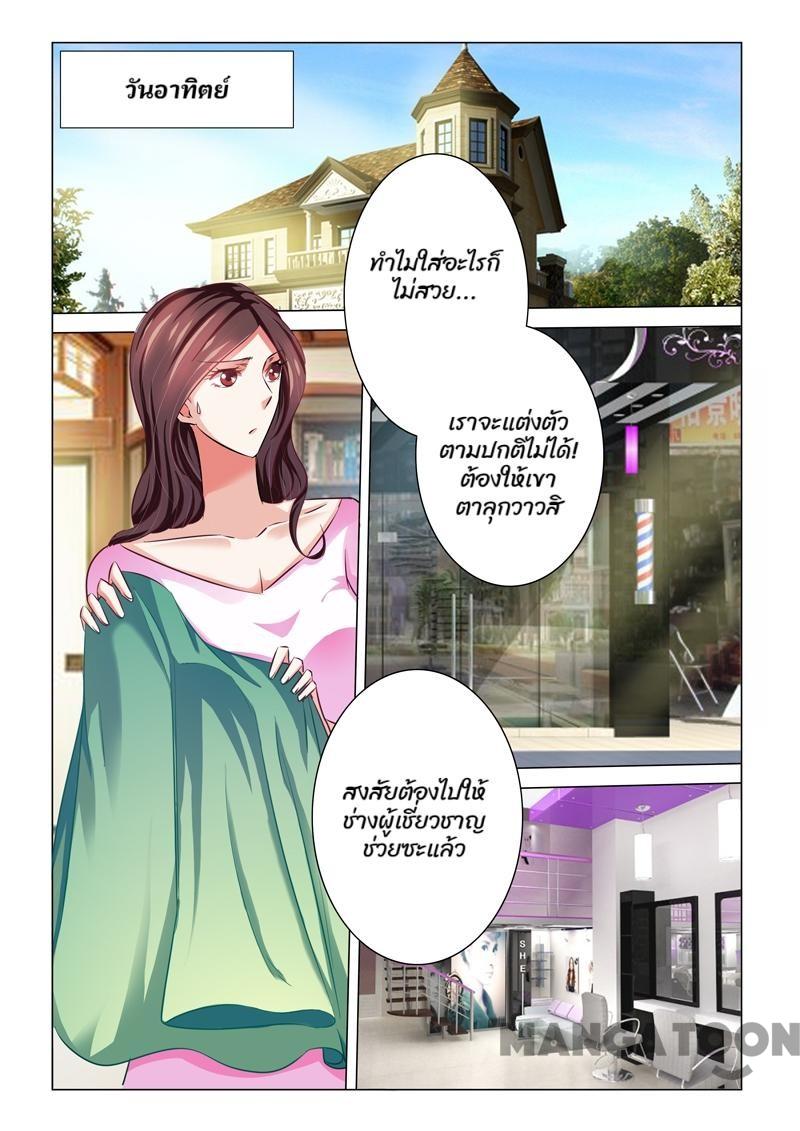 วันอาทิตย์
ทำไมใส่อะไรก็
ไม่สวย...
เราจะแต่งตัว
ตามปกติไม่ได้!
ต้องให้เขา
ตาลุกวาวสิ
สงสัยต้องไปให้
ช่างผู้เชี่ยวชาญ
ช่วยซะแล้ว
SHE
MANGATOON